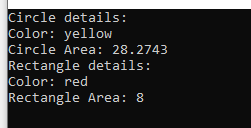 Circle details:
Color: yellow
Circle Area: 28.2743
Rectangle details:
Color: red
Rectangle Area: 8